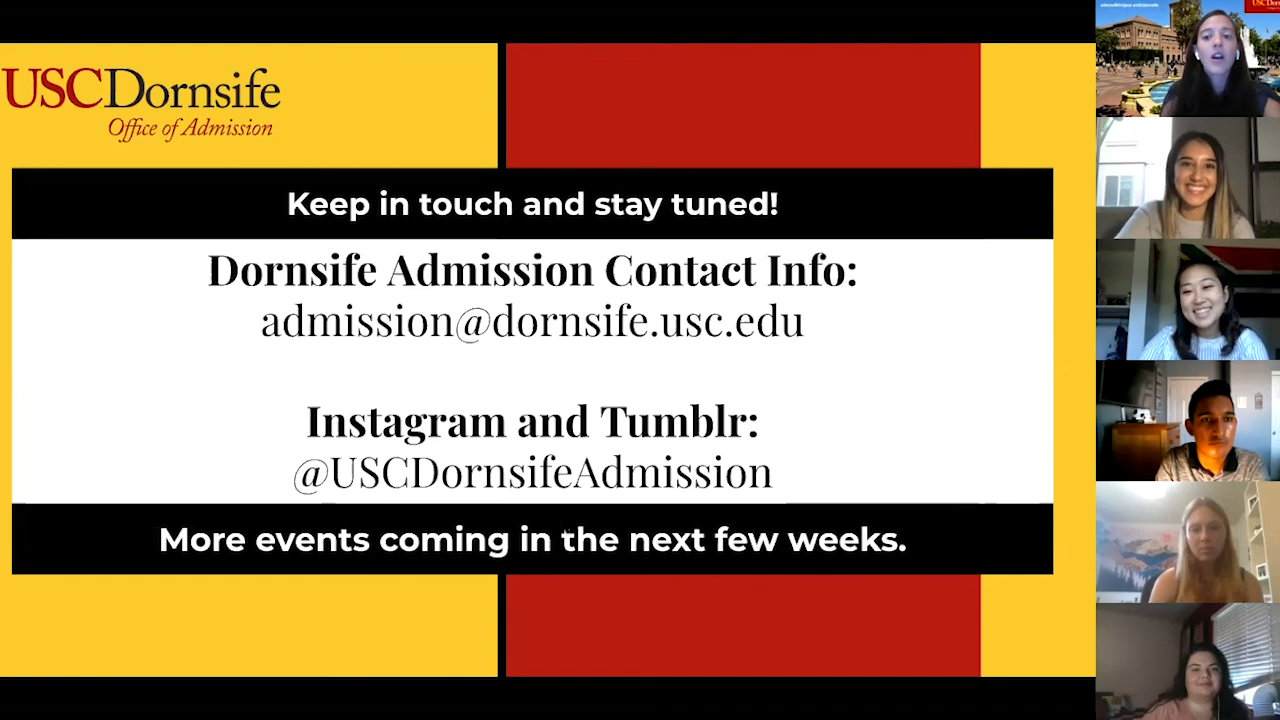 USCDornsife
Office of Admission
Keep in touch and stay tuned!
Dornsife Admission Contact Info:
admission@dornsife.usc.edu
Instagram and Tumblr:
@USCDornsifeAdmission
More events coming in the next few weeks.